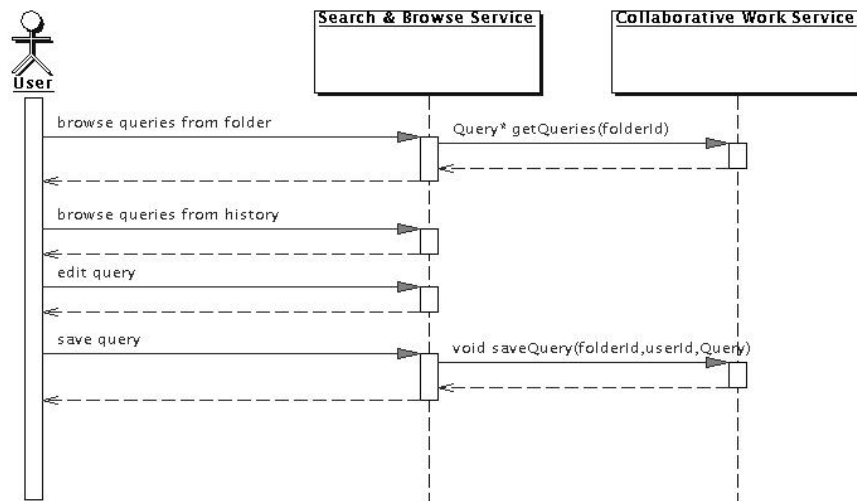 Search & Browse Service
Collaborative Work Service
User
browse queries from folder
Query* getQueries(folderId)
browse queries from history
edit query
save query
void saveQuery(folderId,userId,Query)